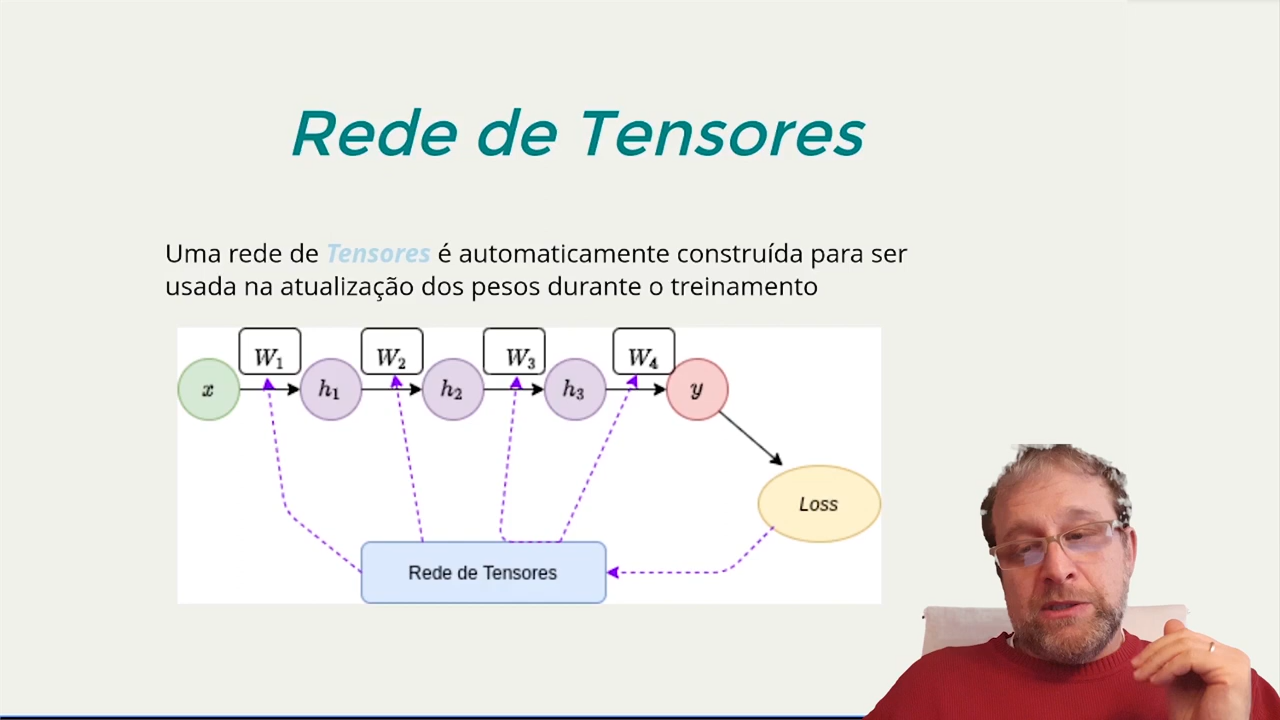 Rede de Tensores
Uma rede de Tensores é automaticamente construída para ser
usada na atualização dos pesos durante o treinamento
W₁ W₂ W₃ W₄
x h₁ h₂ h₃ y
Loss
Rede de Tensores